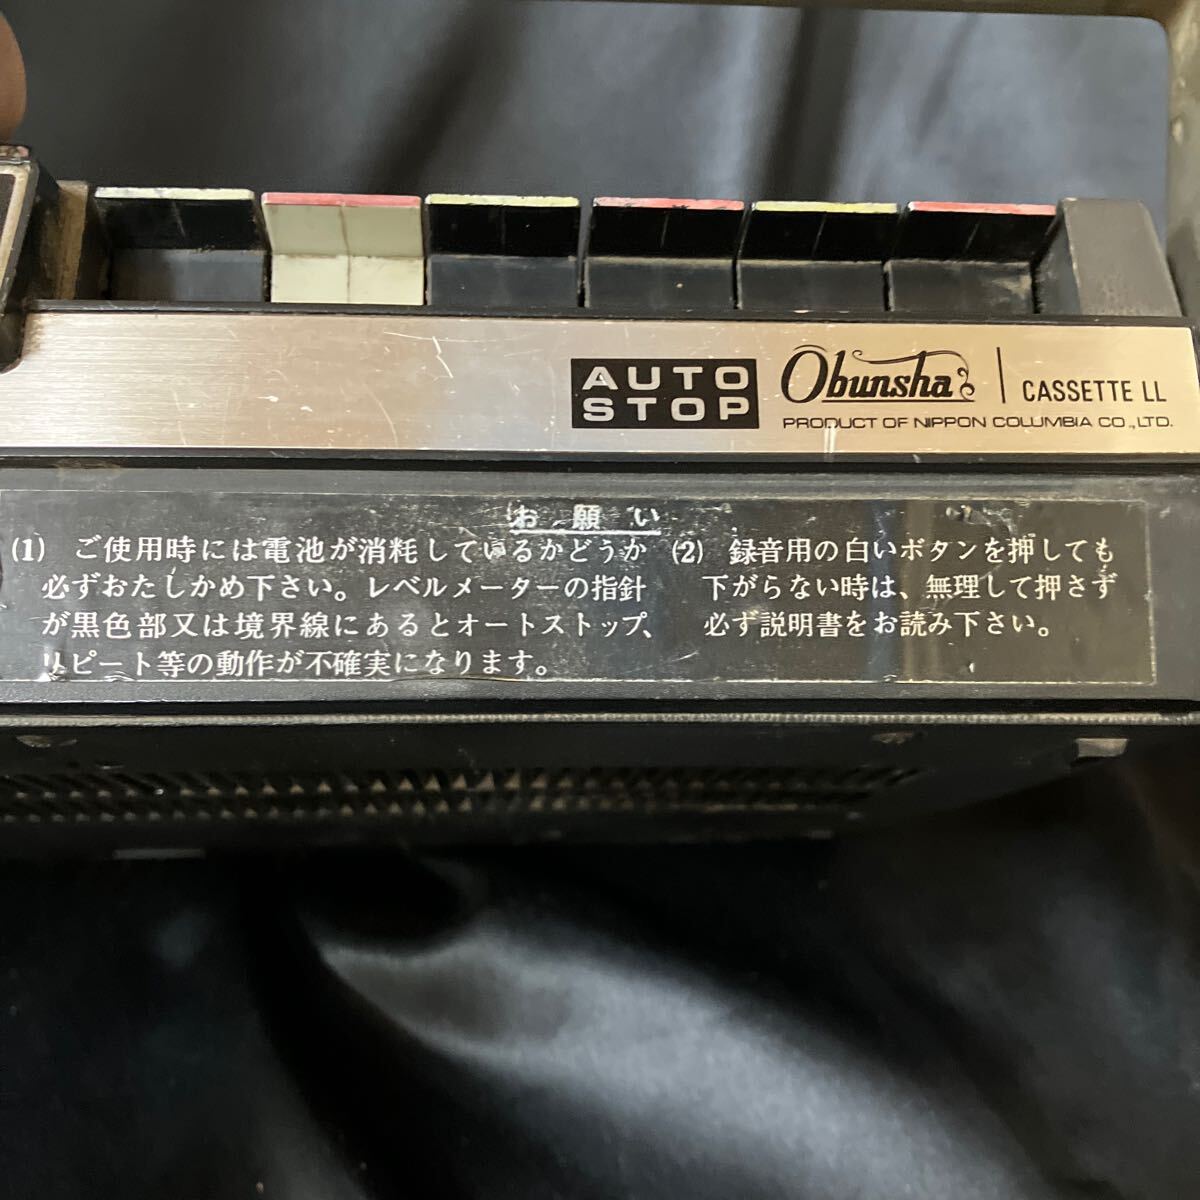 AUTO
STOP
Obunsha
CASSETTE LL
PRODUCT OF NIPPON COLUMBIA CO.,LTD.
お願い
(1) ご使用時には電池が消耗しているかどうか
必ずおたしかめ下さい。レベルメーターの指針
が黒色部又は境界線にあるとオートストップ、
リピート等の動作が不確実になります。
(2) 録音用の白いボタンを押しても
下がらない時は、無理して押さず
必ず説明書をお読み下さい。